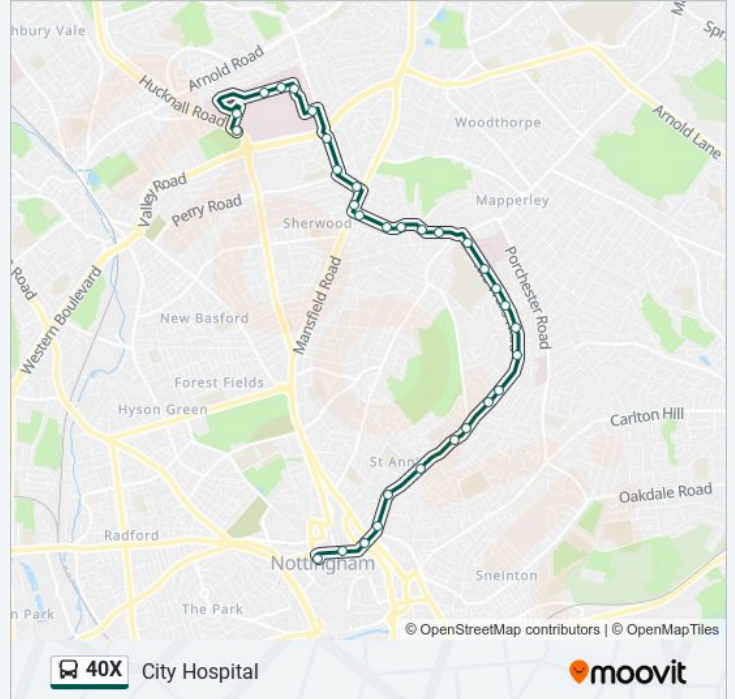 hbury Vale
Arnold Road
Hucknall Road
Woodthorpe
Arnold Lane
Valley Road
Perry Road
Mapperley
Sherwood
Porchester Road
Road
Western Boulevard
Mansfield Road
New Basford
Forest Fields
Hyson Green
Carlton Hill
St Ann
Oakdale Road
Radford
Nottingham
Sneinton
n Park
The Park
© OpenStreetMap contributors | © OpenMapTiles
40X City Hospital
moovit